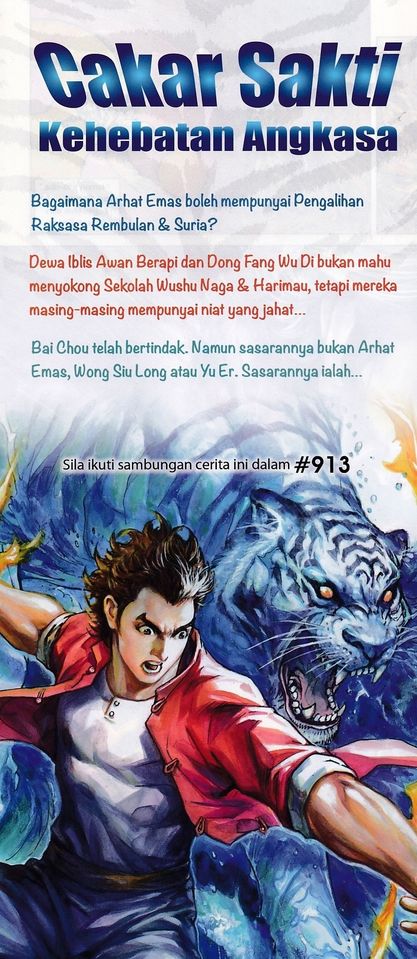 Cakar Sakti
Kehebatan Angkasa
Bagaimana Arhat Emas boleh mempunyai Pengalihan
Raksasa Rembulan & Suria?
Dewa Iblis Awan Berapi dan Dong Fang Wu Di bukan mahu
menyokong Sekolah Wushu Naga & Harimau, tetapi mereka
masing-masing mempunyai niat yang jahat...
Bai Chou telah bertindak. Namun sasarannya bukan Arhat
Emas, Wong Siu Long atau Yu Er. Sasarannya ialah...
Sila ikuti sambungan cerita ini dalam #913